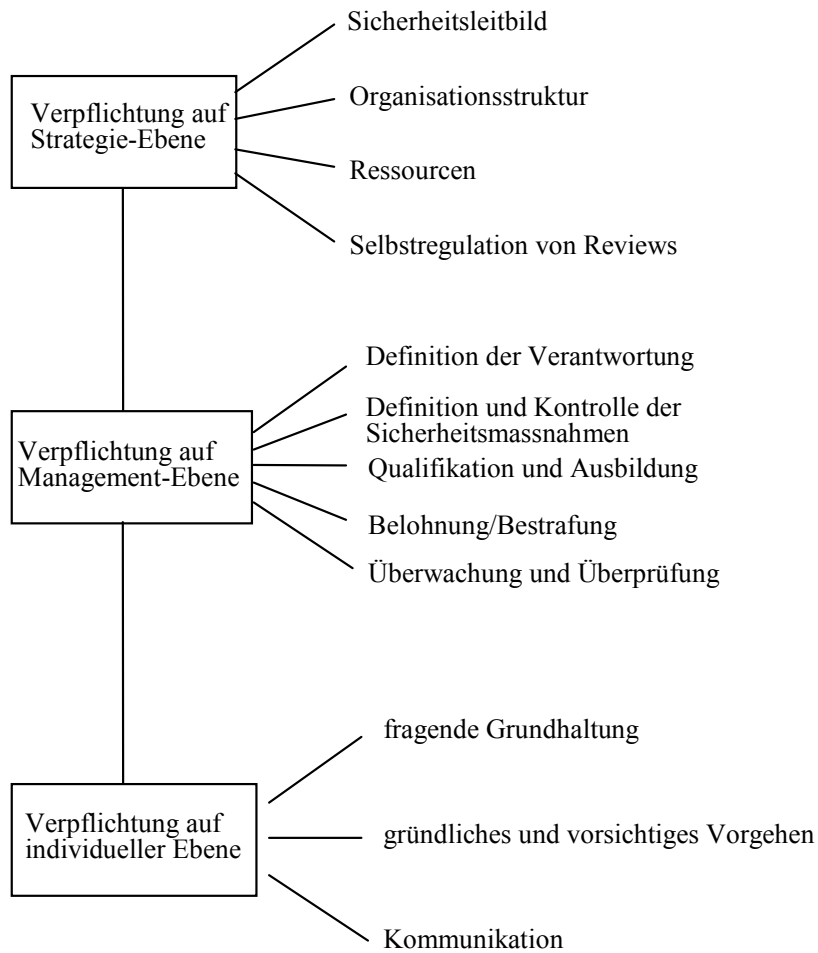 Sicherheitsleitbild
Verpflichtung auf
Strategie-Ebene
Organisationsstruktur
Ressourcen
Selbstregulation von Reviews
Verpflichtung auf
Management-Ebene
Definition der Verantwortung
Definition und Kontrolle der
Sicherheitsmassnahmen
Qualifikation und Ausbildung
Belohnung/Bestrafung
Überwachung und Überprüfung
Verpflichtung auf
individueller Ebene
fragende Grundhaltung
gründliches und vorsichtiges Vorgehen
Kommunikation